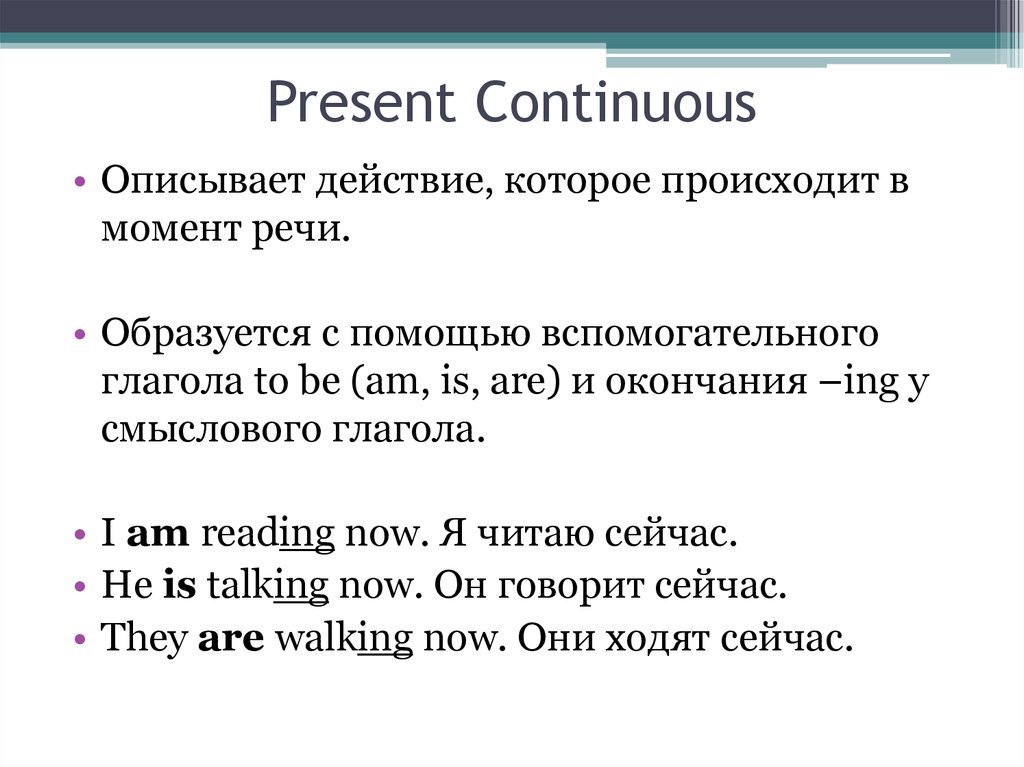 Present Continuous
• Описывает действие, которое происходит в
момент речи.
• Образуется с помощью вспомогательного
глагола to be (am, is, are) и окончания –ing у
смыслового глагола.
• I am reading now. Я читаю сейчас.
• He is talking now. Он говорит сейчас.
• They are walking now. Они ходят сейчас.